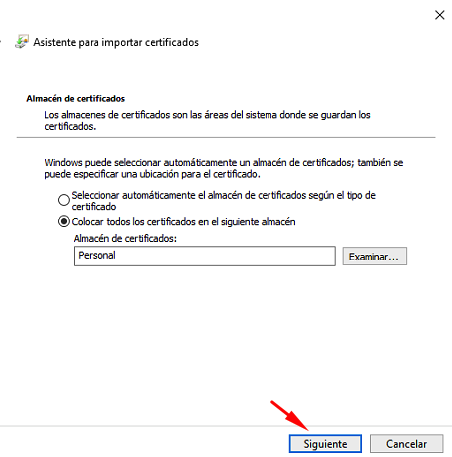 Asistente para importar certificados
Almacén de certificados
Los almacenes de certificados son las áreas del sistema donde se guardan los
certificados.
Windows puede seleccionar automáticamente un almacén de certificados; también se
puede especificar una ubicación para el certificado.
Seleccionar automáticamente el almacén de certificados según el tipo de
certificado
Colocar todos los certificados en el siguiente almacén
Almacén de certificados:
Personal
Examinar...
Siguiente
Cancelar